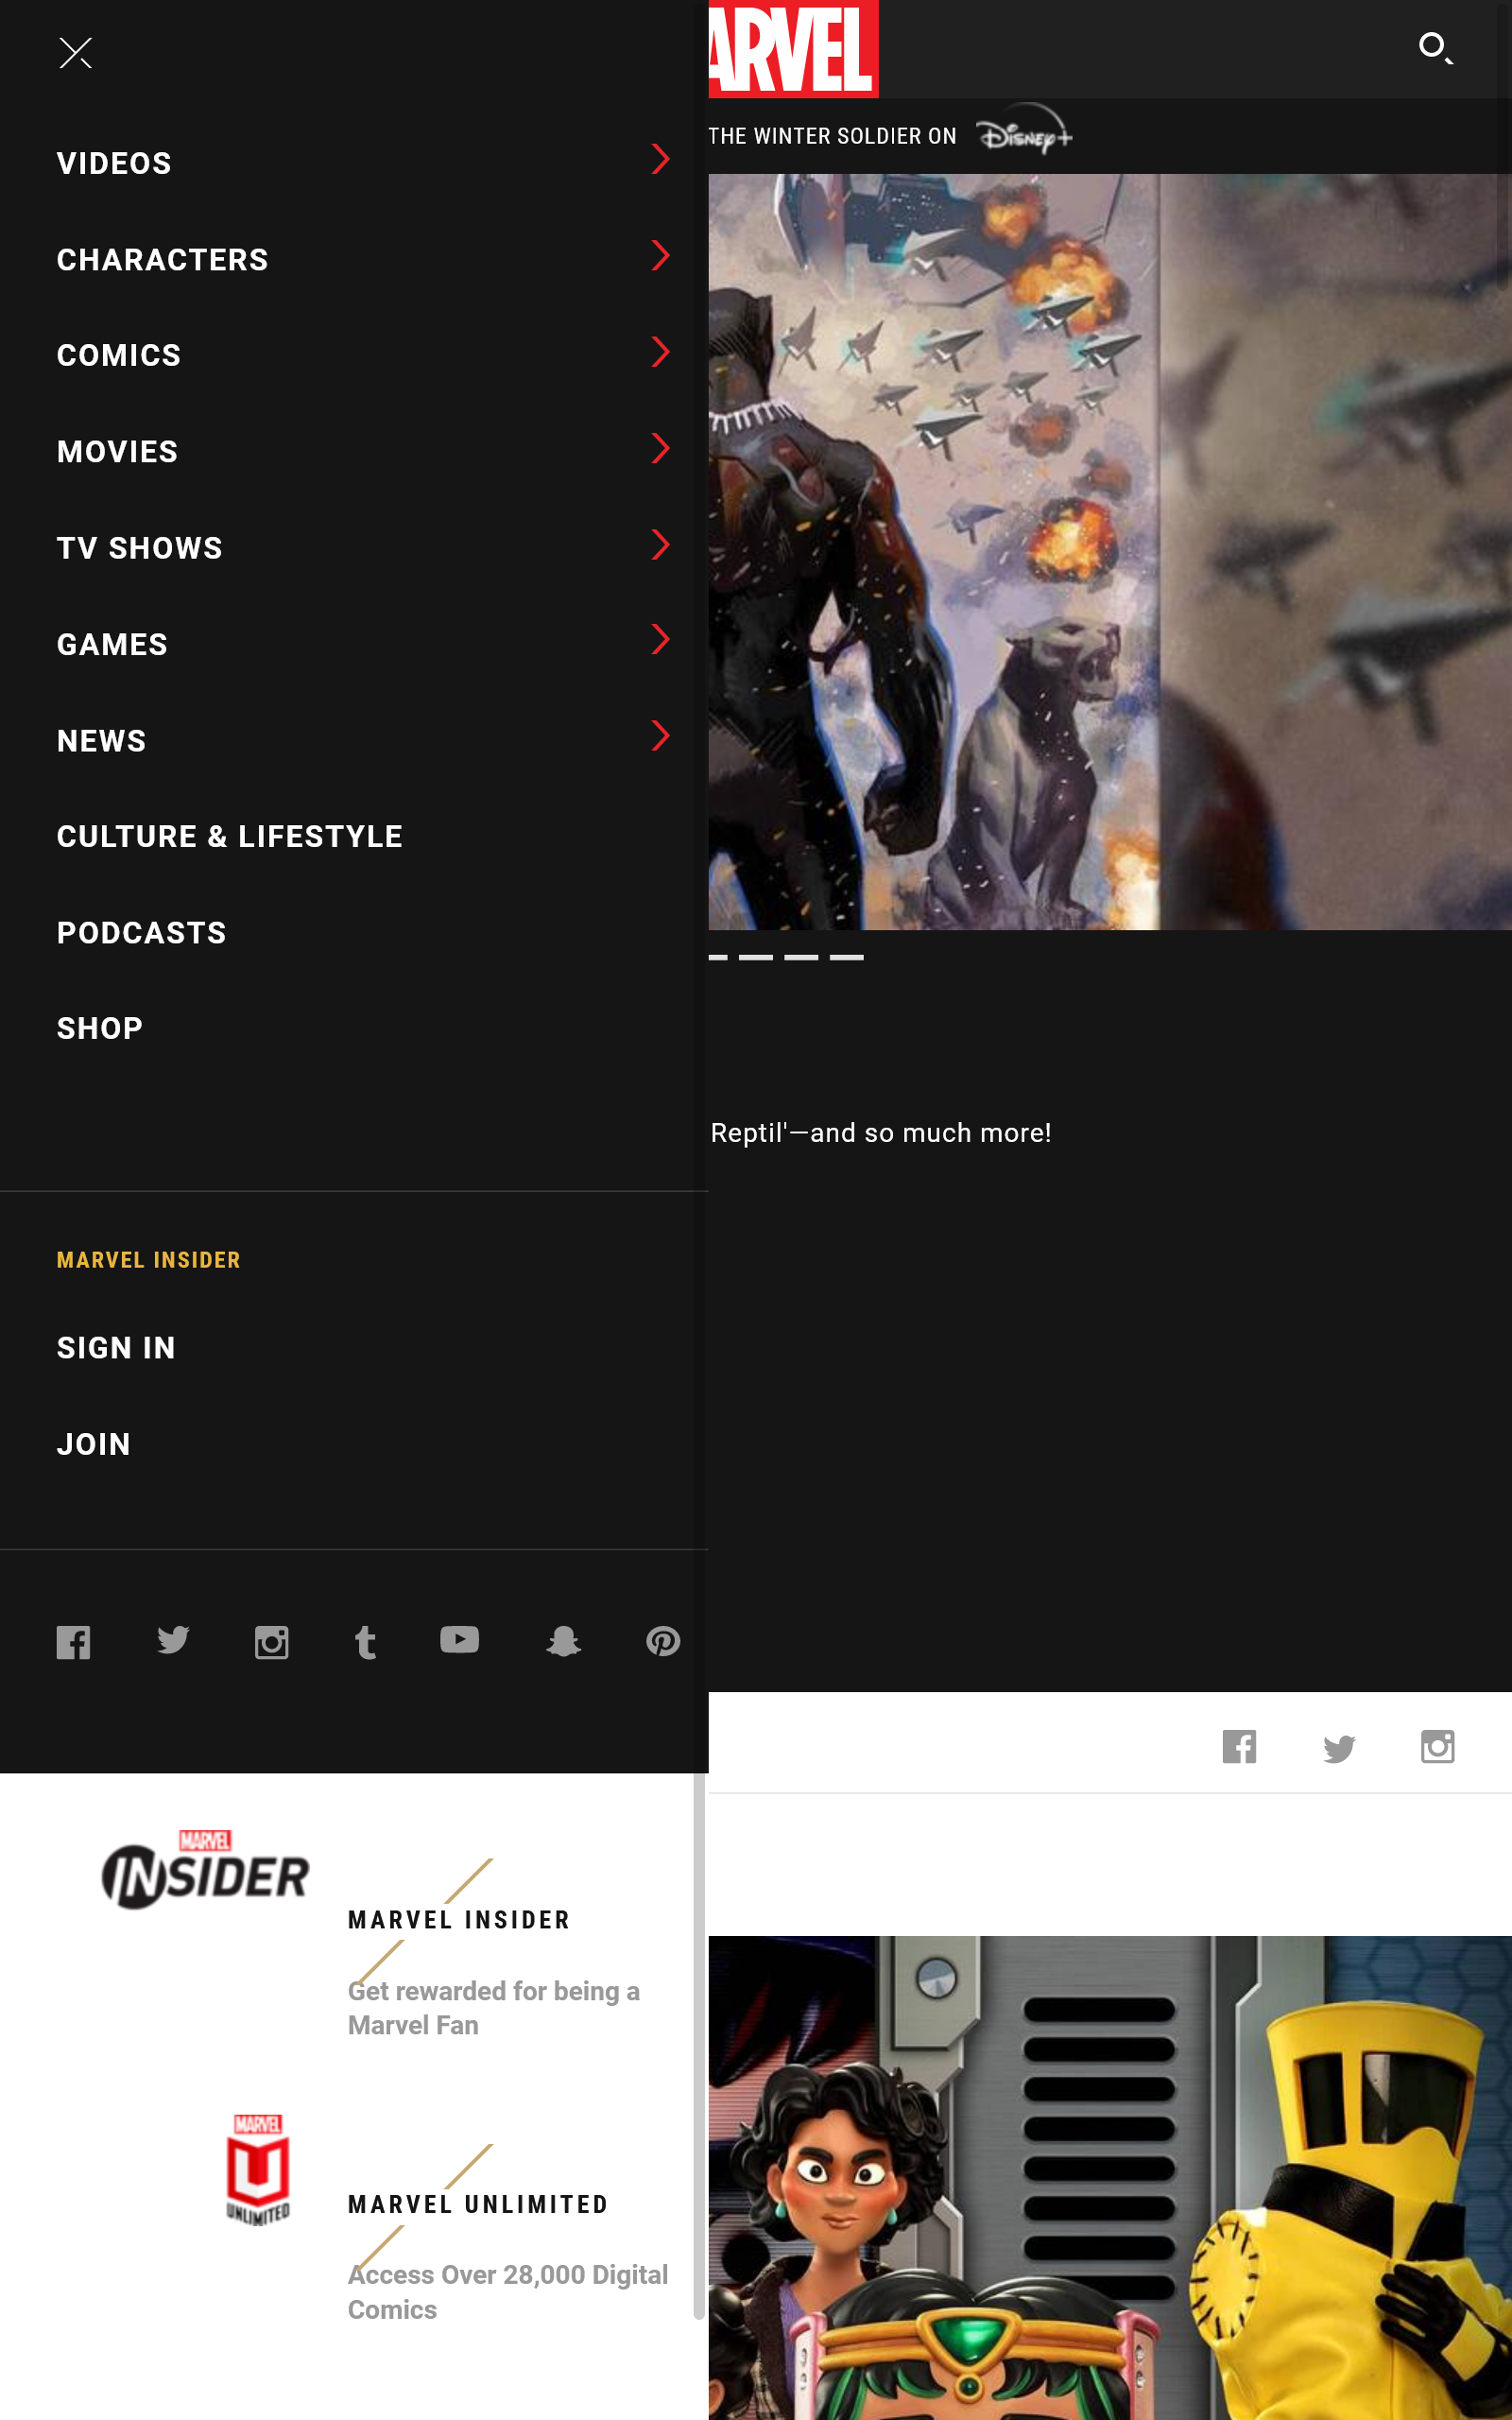 ARVEL
THE WINTER SOLDIER ON Disney+
VIDEOS
CHARACTERS
COMICS
MOVIES
TV SHOWS
GAMES
NEWS
CULTURE & LIFESTYLE
PODCASTS
SHOP
Reptil'—and so much more!
MARVEL INSIDER
SIGN IN
JOIN
MARVEL
INSIDER
MARVEL INSIDER
Get rewarded for being a
Marvel Fan
MARVEL
UNLIMITED
MARVEL UNLIMITED
Access Over 28,000 Digital
Comics